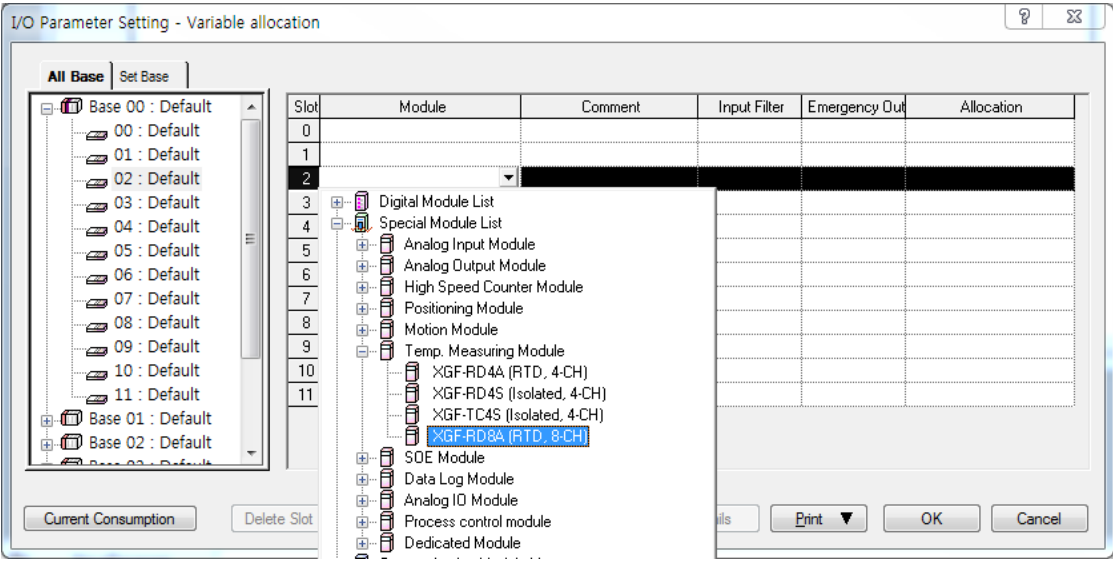 I/O Parameter Setting - Variable allocation
All Base
Set Base
Base 00 : Default
00 : Default
01 : Default
02 : Default
03 : Default
04 : Default
05 : Default
06 : Default
07 : Default
08 : Default
09 : Default
10 : Default
11 : Default
Base 01 : Default
Base 02 : Default
Slot Module Comment Input Filter Emergency Out Allocation
0
1
2
3
4
5
6
7
8
9
10
11
Digital Module List
Special Module List
Analog Input Module
Analog Output Module
High Speed Counter Module
Positioning Module
Motion Module
Temp. Measuring Module
XGF-RD4A (RTD, 4-CH)
XGF-RD4S (Isolated, 4-CH)
XGF-TC4S (Isolated, 4-CH)
XGF-RD8A (RTD, 8-CH)
SOE Module
Data Log Module
Analog IO Module
Process control module
Dedicated Module
Current Consumption
Delete Slot
Print
OK
Cancel